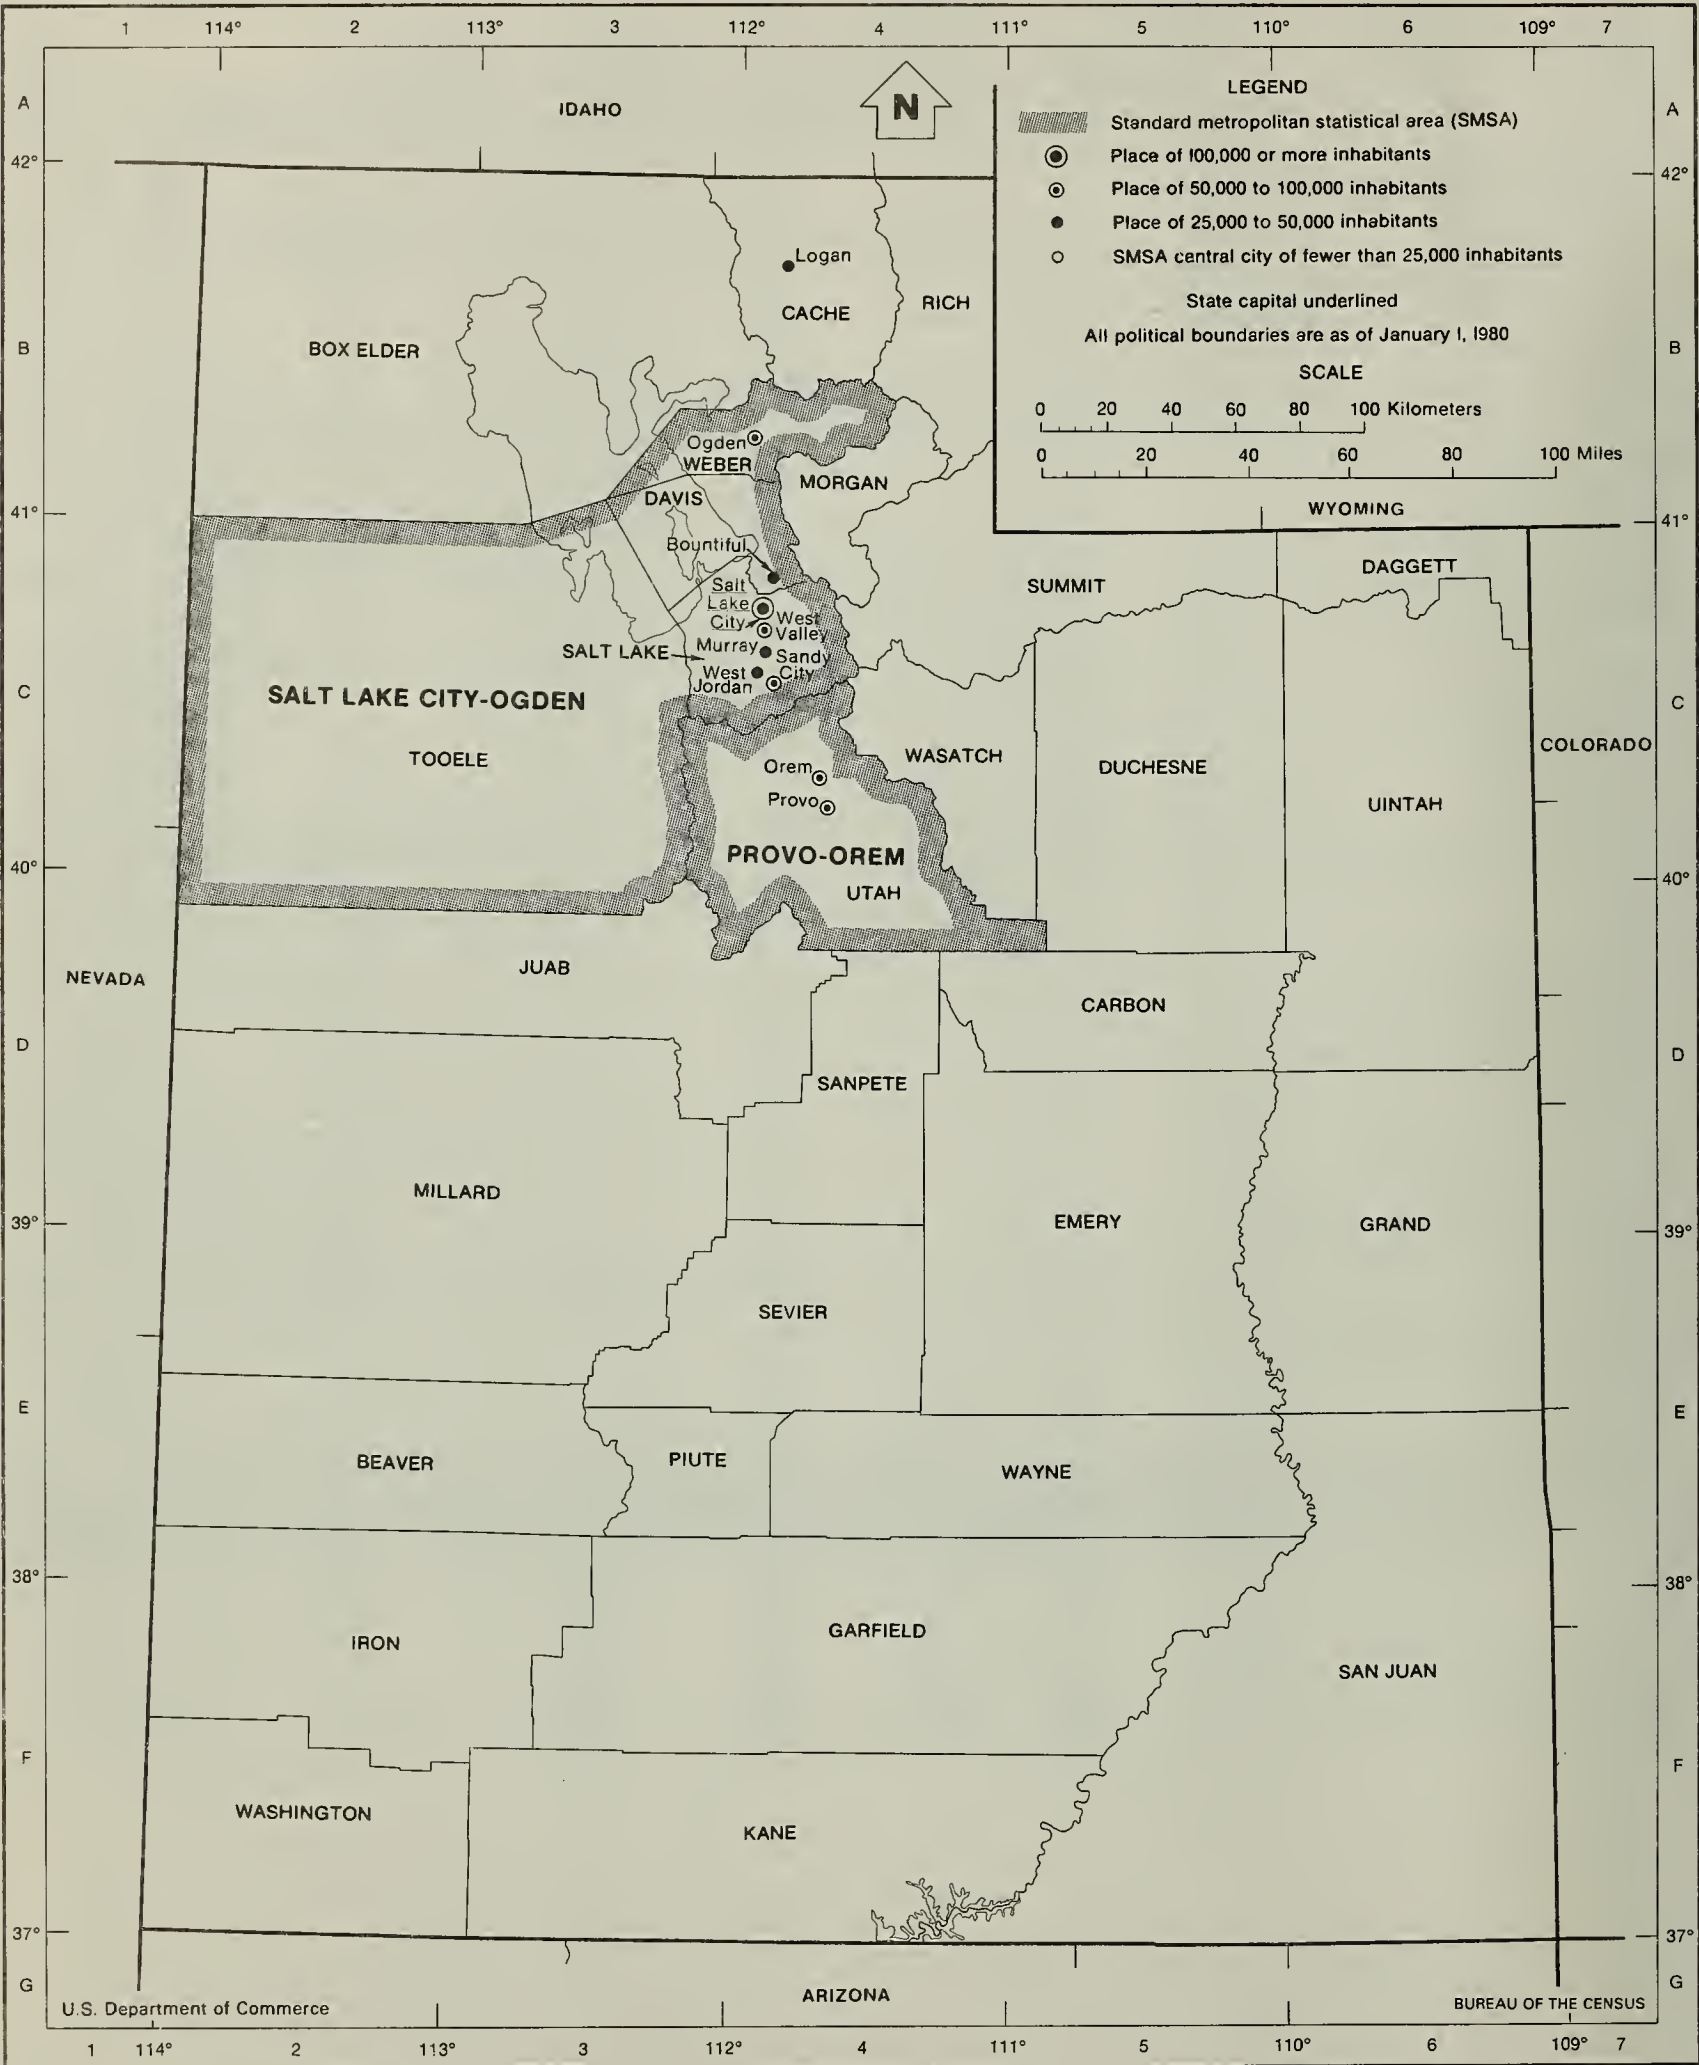 1 114° 2 113° 3 112° 4 111° 5 110° 6 109° 7
A
IDAHO
N
LEGEND
A
Standard metropolitan statistical area (SMSA)
Place of 100,000 or more inhabitants
42°
42°
Place of 50,000 to 100,000 inhabitants
Place of 25,000 to 50,000 inhabitants
Logan
SMSA central city of fewer than 25,000 inhabitants
CACHE
RICH
State capital underlined
All political boundaries are as of January 1, 1980
B
BOX ELDER
B
SCALE
0 20 40 60 80 100 Kilometers
0 20 40 60 80 100 Miles
Ogden
WEBER
MORGAN
DAVIS
WYOMING
41°
41°
Bountiful
DAGGETT
SUMMIT
Salt
Lake
City
West
Valley
Murray
SALT LAKE
Sandy
City
West
Jordan
C
SALT LAKE CITY-OGDEN
C
TOOELE
WASATCH
DUCHESNE
COLORADO
Orem
Provo
UINTAH
PROVO-OREM
40°
40°
UTAH
JUAB
NEVADA
CARBON
D
D
SANPETE
MILLARD
39°
EMERY
GRAND
39°
SEVIER
E
E
BEAVER
PIUTE
WAYNE
38°
38°
IRON
GARFIELD
SAN JUAN
F
F
WASHINGTON
KANE
37°
37°
G
ARIZONA
G
U.S. Department of Commerce
BUREAU OF THE CENSUS
1 114° 2 113° 3 112° 4 111° 5 110° 6 109° 7